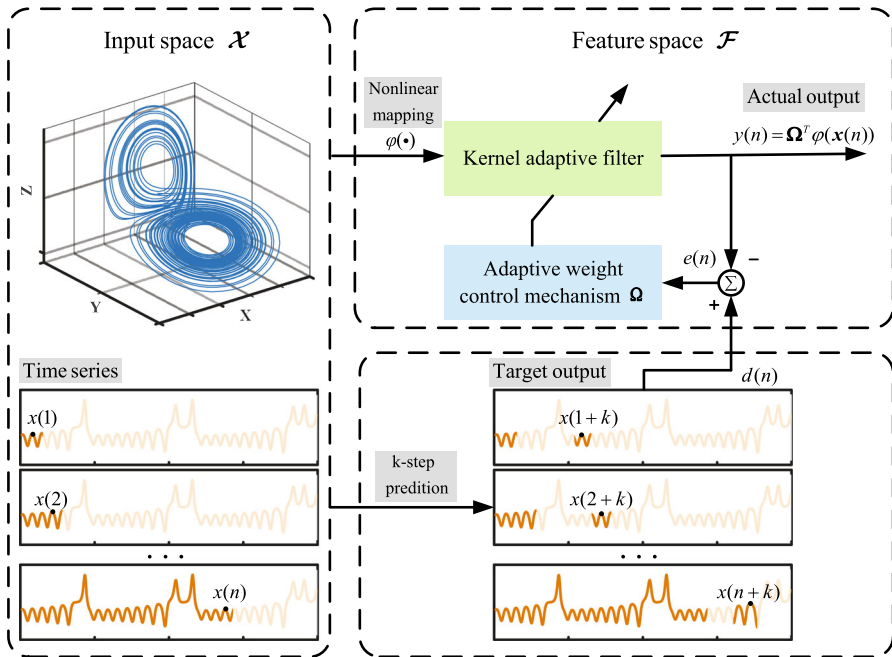 Input space 𝓧
Z
Y
X
Time series
x(1)
x(2)
. . .
x(n)
Feature space 𝓕
Nonlinear
mapping
φ(•)
Kernel adaptive filter
Actual output
y(n) = Ω^T φ(x(n))
Adaptive weight
control mechanism Ω
e(n)
−
Σ
+
d(n)
k-step
predition
Target output
x(1 + k)
x(2 + k)
. . .
x(n + k)